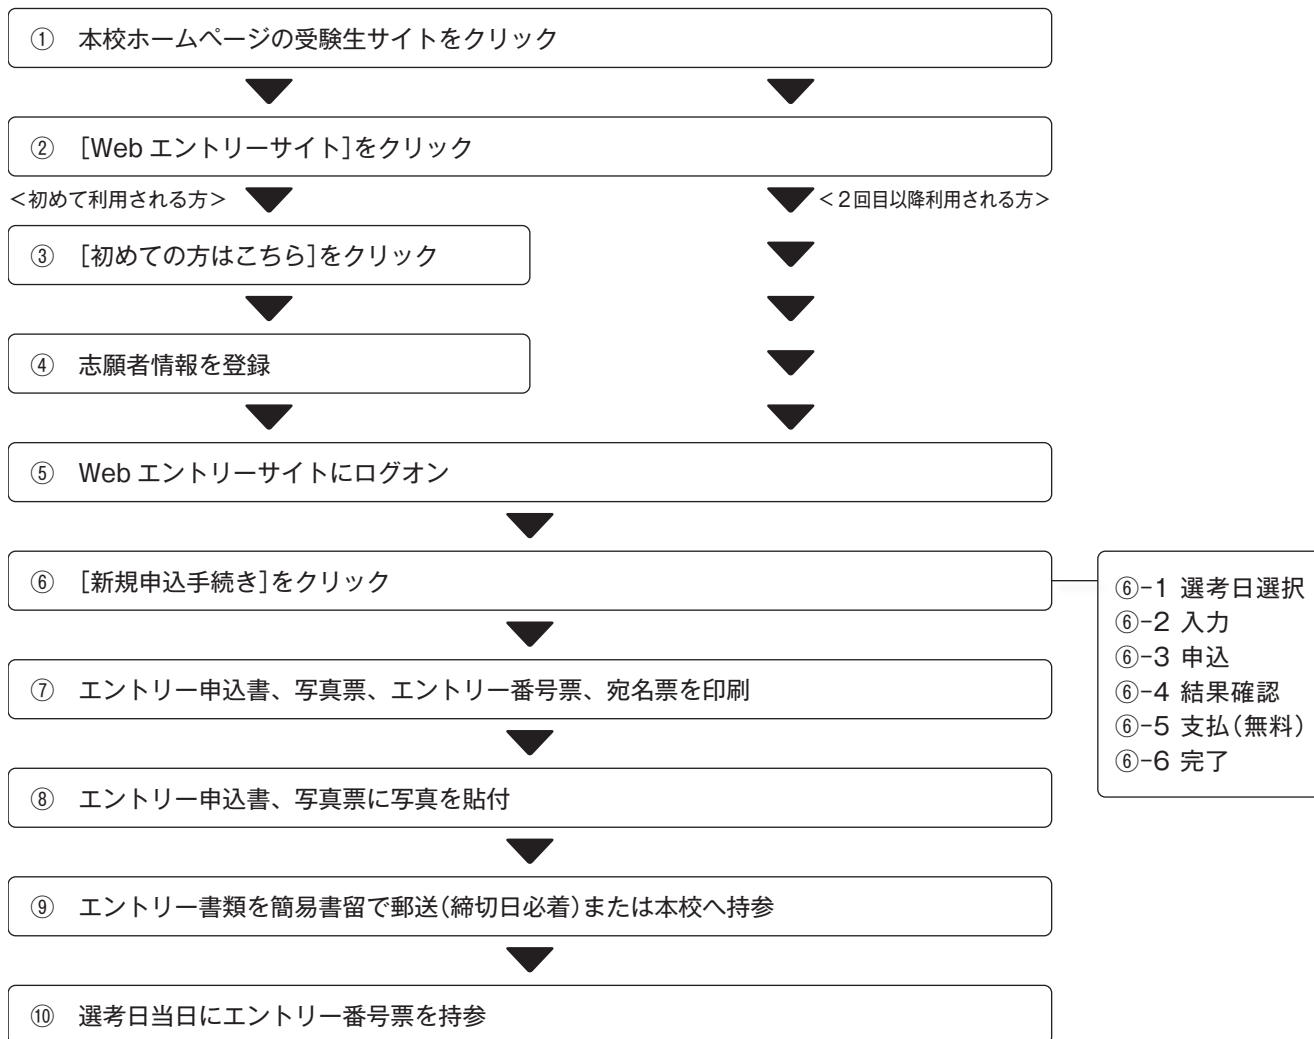 ① 本校ホームページの受験生サイトをクリック
② [Web エントリーサイト]をクリック
＜初めて利用される方＞
＜２回目以降利用される方＞
③ [初めての方はこちら]をクリック
④ 志願者情報を登録
⑤ Web エントリーサイトにログオン
⑥ [新規申込手続き]をクリック
⑥-1 選考日選択
⑥-2 入力
⑥-3 申込
⑥-4 結果確認
⑥-5 支払(無料)
⑥-6 完了
⑦ エントリー申込書、写真票、エントリー番号票、宛名票を印刷
⑧ エントリー申込書、写真票に写真を貼付
⑨ エントリー書類を簡易書留で郵送(締切日必着)または本校へ持参
⑩ 選考日当日にエントリー番号票を持参